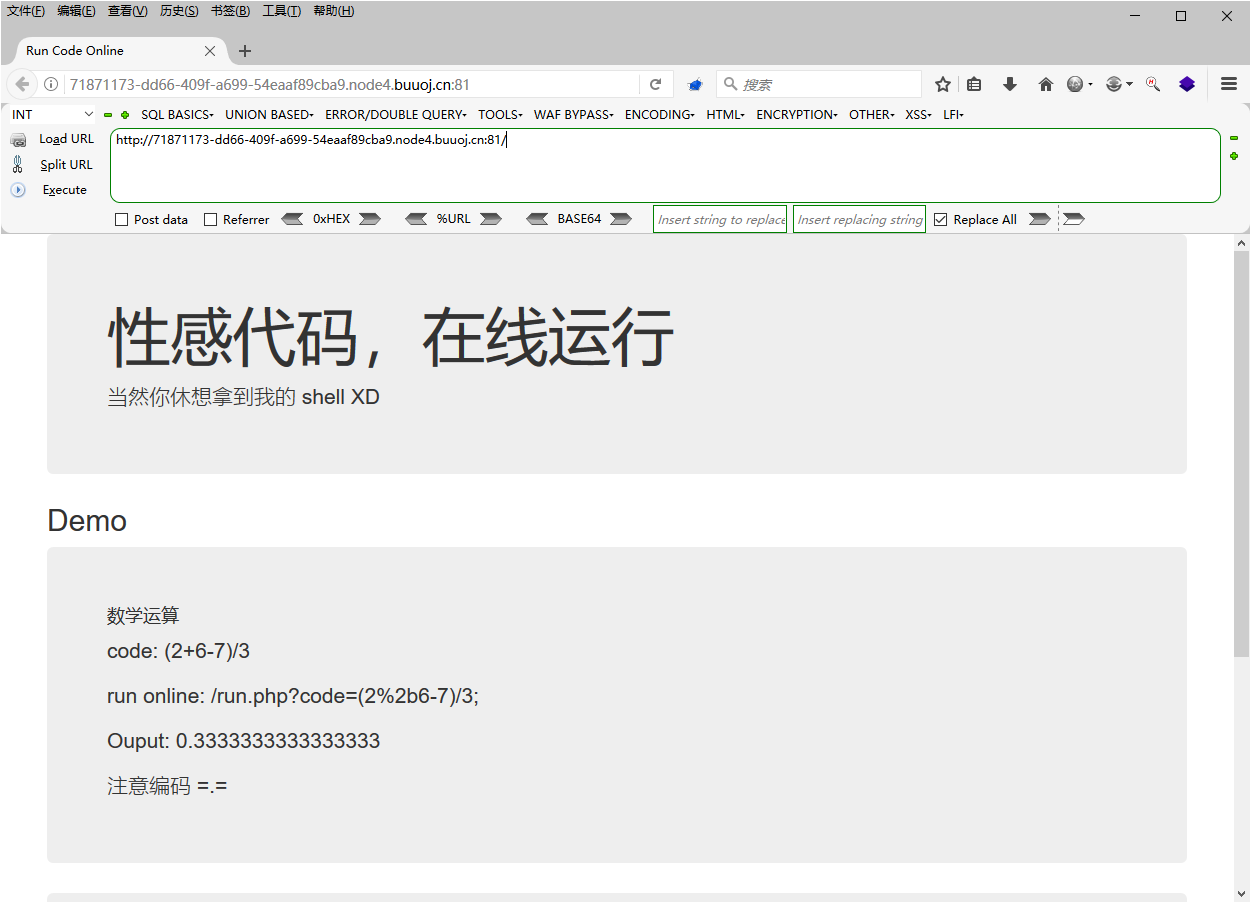 文件(F) 编辑(E) 查看(V) 历史(S) 书签(B) 工具(T) 帮助(H)
Run Code Online
71871173-dd66-409f-a699-54eaaf89cba9.node4.buuoj.cn:81
搜索
INT
SQL BASICS UNION BASED ERROR/DOUBLE QUERY TOOLS WAF BYPASS ENCODING HTML ENCRYPTION OTHER XSS LFI
Load URL
http://71871173-dd66-409f-a699-54eaaf89cba9.node4.buuoj.cn:81/
Split URL
Execute
Post data Referrer 0xHEX %URL BASE64 Insert string to replace Insert replacing string Replace All
性感代码，在线运行
当然你休想拿到我的 shell XD
Demo
数学运算
code: (2+6-7)/3
run online: /run.php?code=(2%2b6-7)/3;
Ouput: 0.3333333333333333
注意编码 =.=